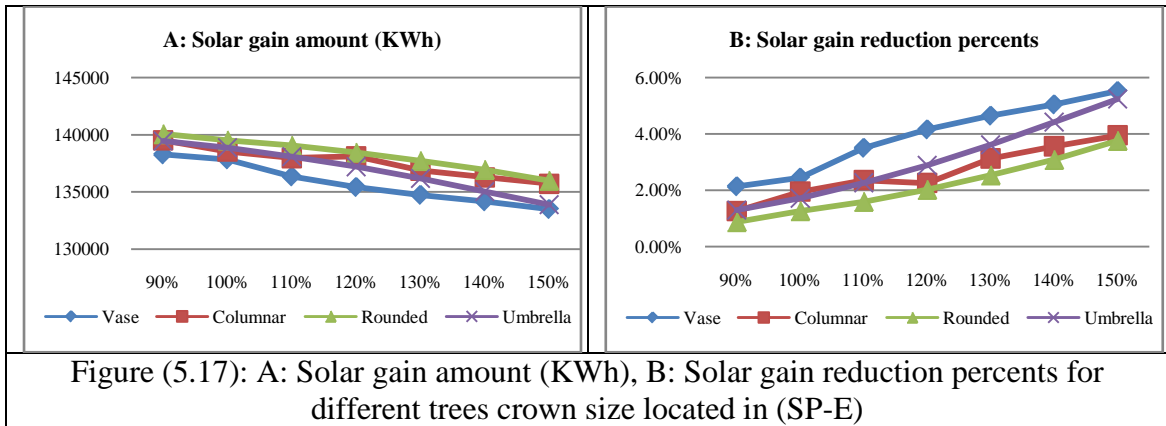 A: Solar gain amount (KWh)
145000
140000
135000
130000
90% 100% 110% 120% 130% 140% 150%
Vase Columnar Rounded Umbrella
B: Solar gain reduction percents
6.00%
4.00%
2.00%
0.00%
90% 100% 110% 120% 130% 140% 150%
Vase Columnar Rounded Umbrella
Figure (5.17): A: Solar gain amount (KWh), B: Solar gain reduction percents for
different trees crown size located in (SP-E)